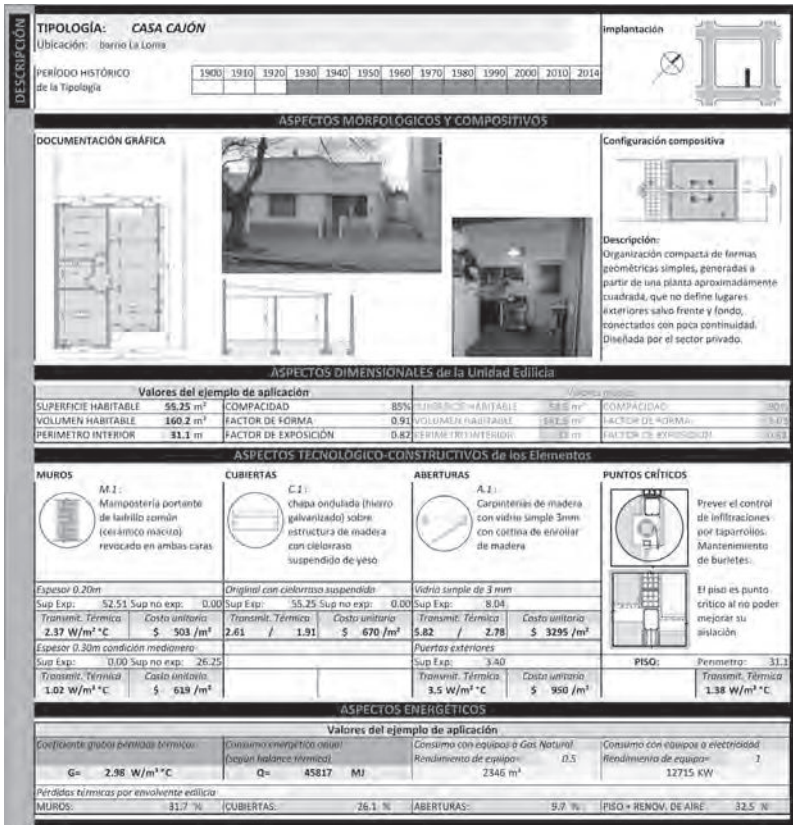 DESCRIPCIÓN
TIPOLOGÍA: CASA CAJÓN
Ubicación: barrio La Loma
PERÍODO HISTÓRICO
de la Tipología
1900 1910 1920 1930 1940 1950 1960 1970 1980 1990 2000 2010 2014
Implantación
ASPECTOS MORFOLÓGICOS Y COMPOSITIVOS
DOCUMENTACIÓN GRÁFICA
Configuración compositiva
Descripción:
Organización compacta de formas
geométricas simples, generadas a
partir de una planta aproximadamente
cuadrada, que no define lugares
exteriores salvo frente y fondo,
conectados con poca continuidad.
Diseñada por el sector privado.
ASPECTOS DIMENSIONALES de la Unidad Edilicia
Valores del ejemplo de aplicación
SUPERFICIE HABITABLE 55.25 m² COMPACIDAD 85% SUPERFICIE HABITABLE m² COMPACIDAD
VOLUMEN HABITABLE 160.2 m³ FACTOR DE FORMA 0.91 VOLUMEN HABITABLE m³ FACTOR DE FORMA
PERIMETRO INTERIOR 31.1 m FACTOR DE EXPOSICIÓN 0.82 PERIMETRO INTERIOR m FACTOR DE EXPOSICIÓN
ASPECTOS TECNOLÓGICO-CONSTRUCTIVOS de los Elementos
MUROS
M.1:
Mampostería portante
de ladrillo común
(cerámico macizo)
revocado en ambas caras
Espesor 0.20m
Sup Exp: 52.51 Sup no exp: 0.00
Transmit. Térmica Costo unitario
2.37 W/m² °C $ 503 /m²
Espesor 0.30m condición medianera
Sup Exp: 0.00 Sup no exp: 26.25
Transmit. Térmica Costo unitario
1.02 W/m² °C $ 619 /m²
CUBIERTAS
C.1:
chapa ondulada (hierro
galvanizado) sobre
estructura de madera
con cielorraso
suspendido de yeso
Original con cielorraso suspendido
Sup Exp: 55.25 Sup no exp: 0.00
Transmit. Térmica Costo unitario
2.61 / 1.91 $ 670 /m²
ABERTURAS
A.1:
Carpinterías de madera
con vidrio simple 3mm
con cortina de enrollar
de madera
Vidrio simple de 3 mm
Sup Exp: 8.04
Transmit. Térmica Costo unitario
5.82 / 2.78 $ 3295 /m²
Puertas exteriores
Sup Exp: 3.40
Transmit. Térmica Costo unitario
3.5 W/m² °C $ 950 /m²
PUNTOS CRÍTICOS
Prever el control
de infiltraciones
por taparrollos.
Mantenimiento
de burletes.
El piso es punto
crítico al no poder
mejorar su
aislación
PISO: Perimetro: 31.1
Transmit. Térmica
1.38 W/m² °C
ASPECTOS ENERGÉTICOS
Valores del ejemplo de aplicación
Coeficiente global pérdidas térmicas
G= 2.98 W/m³ °C
Consumo energético anual
(según balance térmico)
Q= 45817 MJ
Consumo con equipos a Gas Natural
Rendimiento de equipo= 0.5
2346 m³
Consumo con equipos a electricidad
Rendimiento de equipo= 1
12715 KW
Pérdidas térmicas por envolvente edilicia
MUROS: 31.7 % CUBIERTAS: 26.1 % ABERTURAS: 9.7 % PISO + RENOV. DE AIRE: 32.5 %